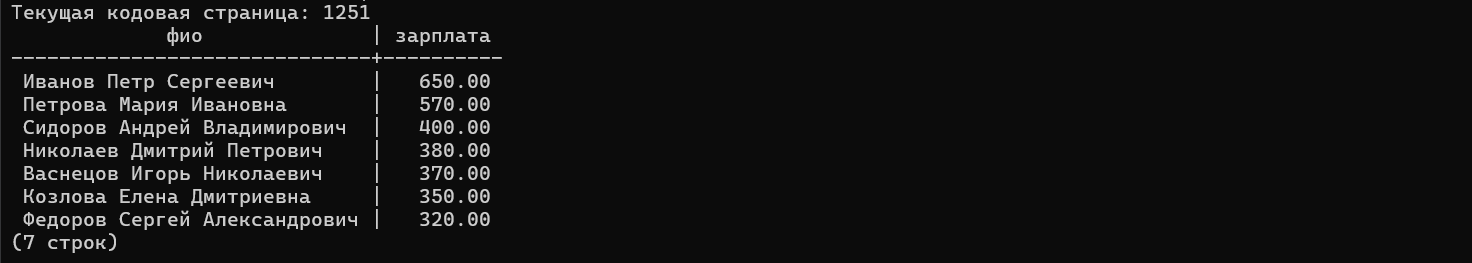 Текущая кодовая страница: 1251
фио | зарплата
------------------------------+----------
Иванов Петр Сергеевич | 650.00
Петрова Мария Ивановна | 570.00
Сидоров Андрей Владимирович | 400.00
Николаев Дмитрий Петрович | 380.00
Васнецов Игорь Николаевич | 370.00
Козлова Елена Дмитриевна | 350.00
Федоров Сергей Александрович | 320.00
(7 строк)